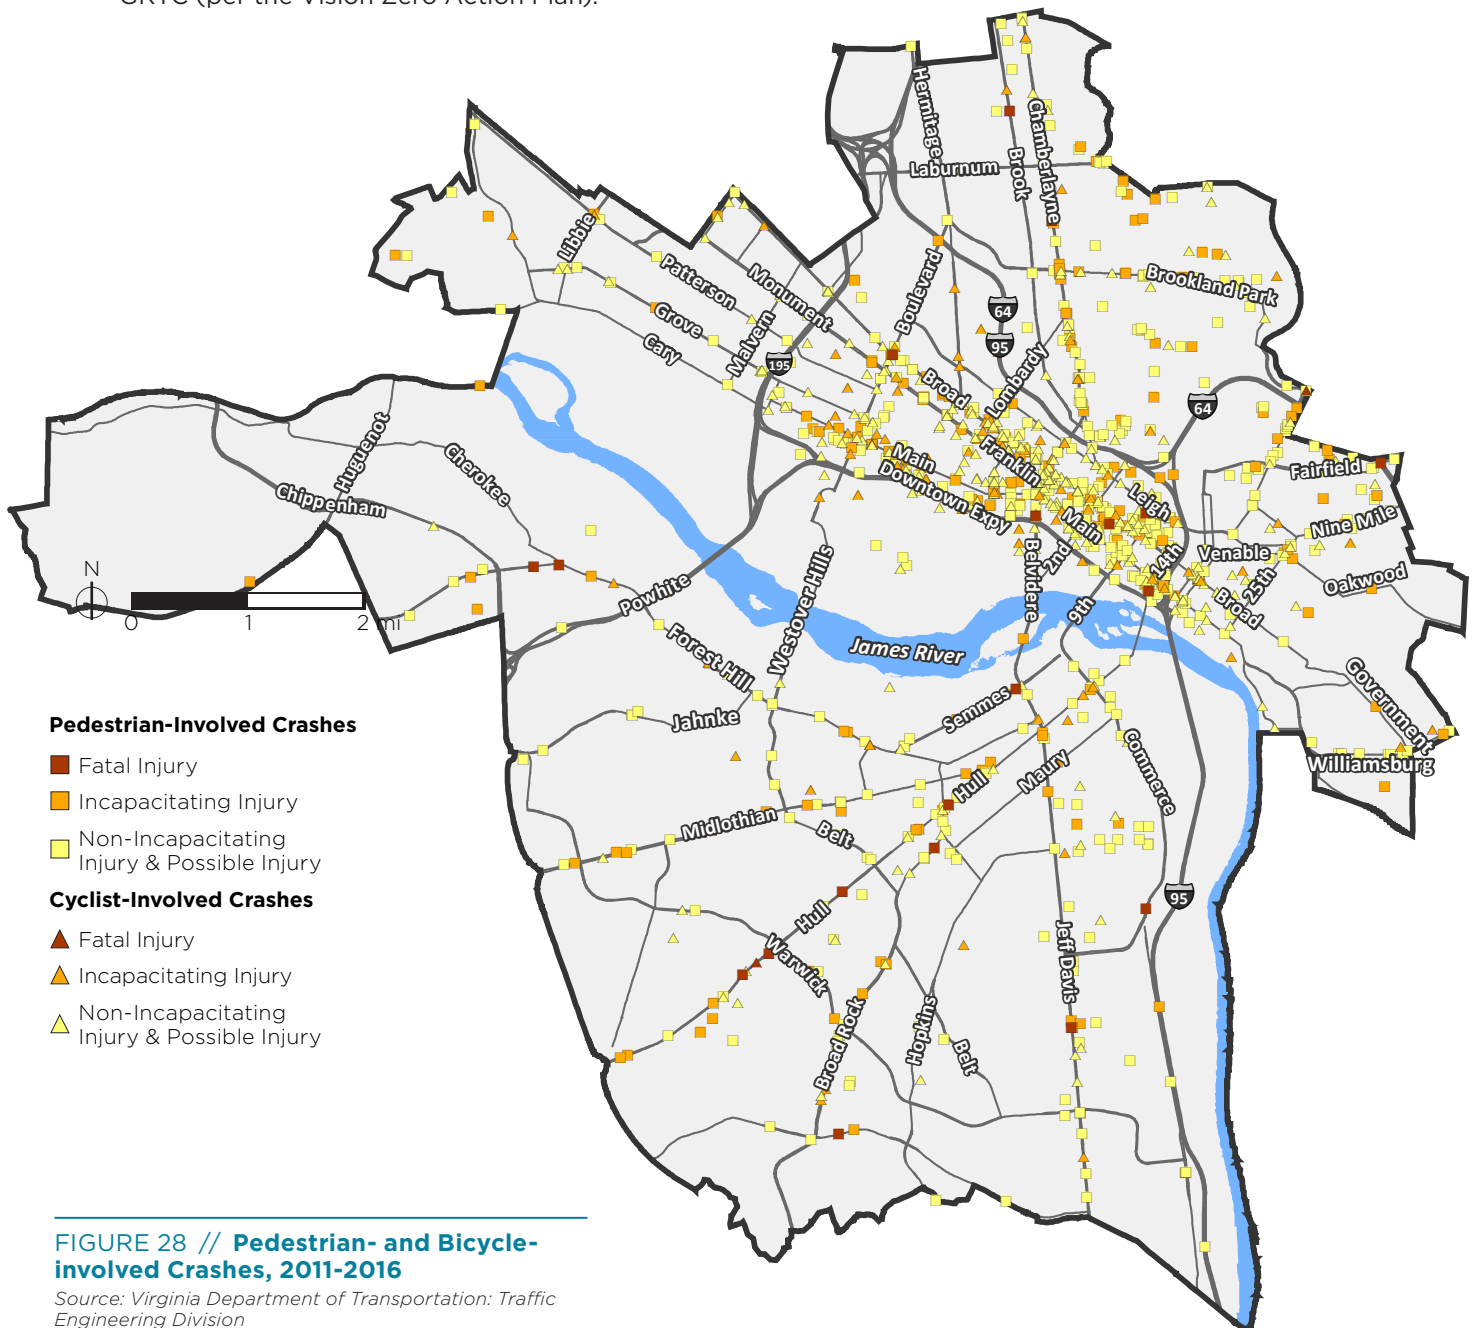 GRTC (per the Vision Zero Action Plan).
Hermitage
Chamberlayne
Laburnum
Brook
Libbie
Patterson
Monument
Boulevard
Brookland Park
Grove
Malvern
64
95
Cary
195
Lombardy
Broad
64
Huguenot
Cherokee
Franklin
Main
Fairfield
Chippenham
Downtown Expy
Leigh
Main
Nine Mile
N
Belvidere
2nd
14th
Venable
25th
Oakwood
Powhite
Westover Hills
9th
Broad
0 1 2 mi
Forest Hill
James River
Government
Semmes
Jahnke
Commerce
Williamsburg
Hull
Maury
Midlothian
Belt
95
Hull
Warwick
Jeff Davis
Broad Rock
Hopkins
Belt
Pedestrian-Involved Crashes
Fatal Injury
Incapacitating Injury
Non-Incapacitating
Injury & Possible Injury
Cyclist-Involved Crashes
Fatal Injury
Incapacitating Injury
Non-Incapacitating
Injury & Possible Injury
FIGURE 28 // Pedestrian- and Bicycle-
involved Crashes, 2011-2016
Source: Virginia Department of Transportation: Traffic
Engineering Division